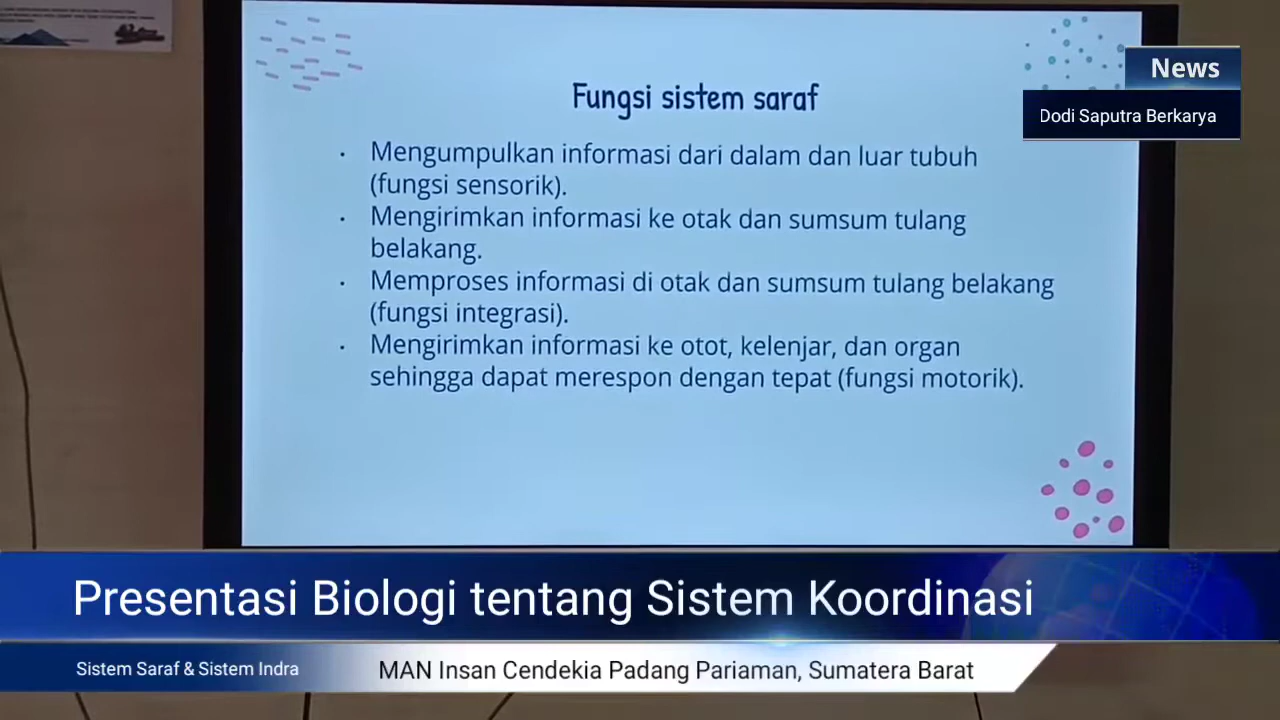 News
Dodi Saputra Berkarya
Fungsi sistem saraf
· Mengumpulkan informasi dari dalam dan luar tubuh
(fungsi sensorik).
· Mengirimkan informasi ke otak dan sumsum tulang
belakang.
· Memproses informasi di otak dan sumsum tulang belakang
(fungsi integrasi).
· Mengirimkan informasi ke otot, kelenjar, dan organ
sehingga dapat merespon dengan tepat (fungsi motorik).
Presentasi Biologi tentang Sistem Koordinasi
Sistem Saraf & Sistem Indra
MAN Insan Cendekia Padang Pariaman, Sumatera Barat